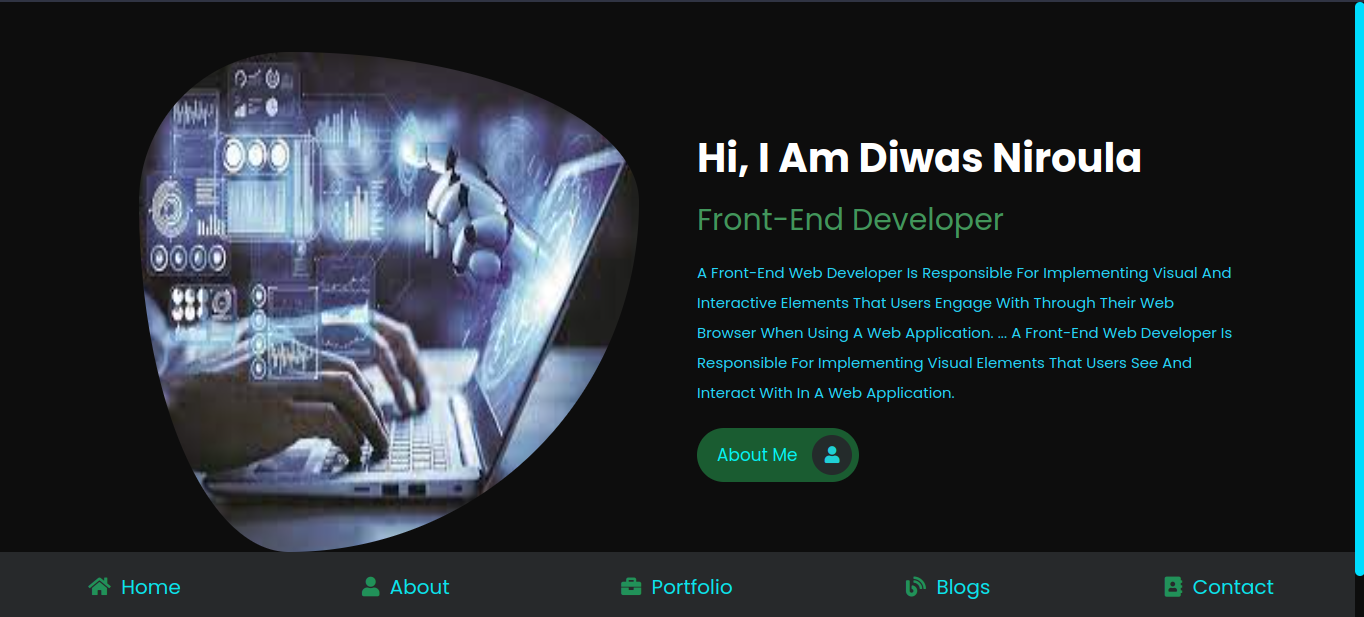 Hi, I Am Diwas Niroula
Front-End Developer
A Front-End Web Developer Is Responsible For Implementing Visual And
Interactive Elements That Users Engage With Through Their Web
Browser When Using A Web Application. ... A Front-End Web Developer Is
Responsible For Implementing Visual Elements That Users See And
Interact With In A Web Application.
About Me
Home
About
Portfolio
Blogs
Contact